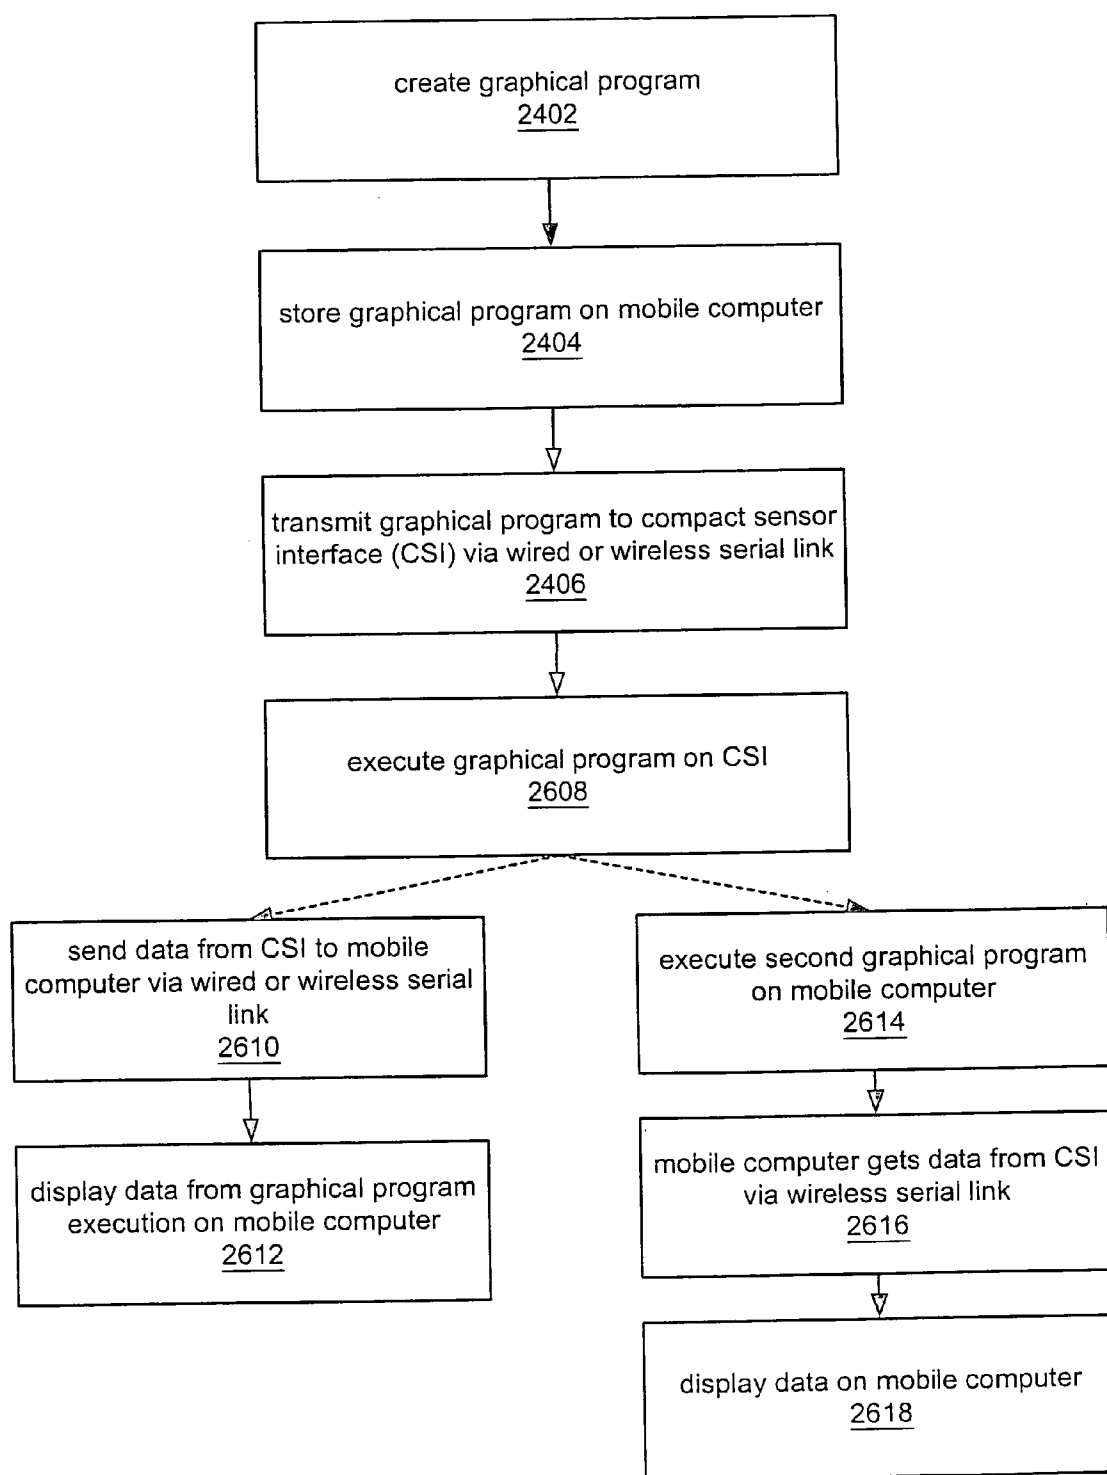 create graphical program
2402
store graphical program on mobile computer
2404
transmit graphical program to compact sensor
interface (CSI) via wired or wireless serial link
2406
execute graphical program on CSI
2608
send data from CSI to mobile
computer via wired or wireless serial
link
2610
display data from graphical program
execution on mobile computer
2612
execute second graphical program
on mobile computer
2614
mobile computer gets data from CSI
via wireless serial link
2616
display data on mobile computer
2618